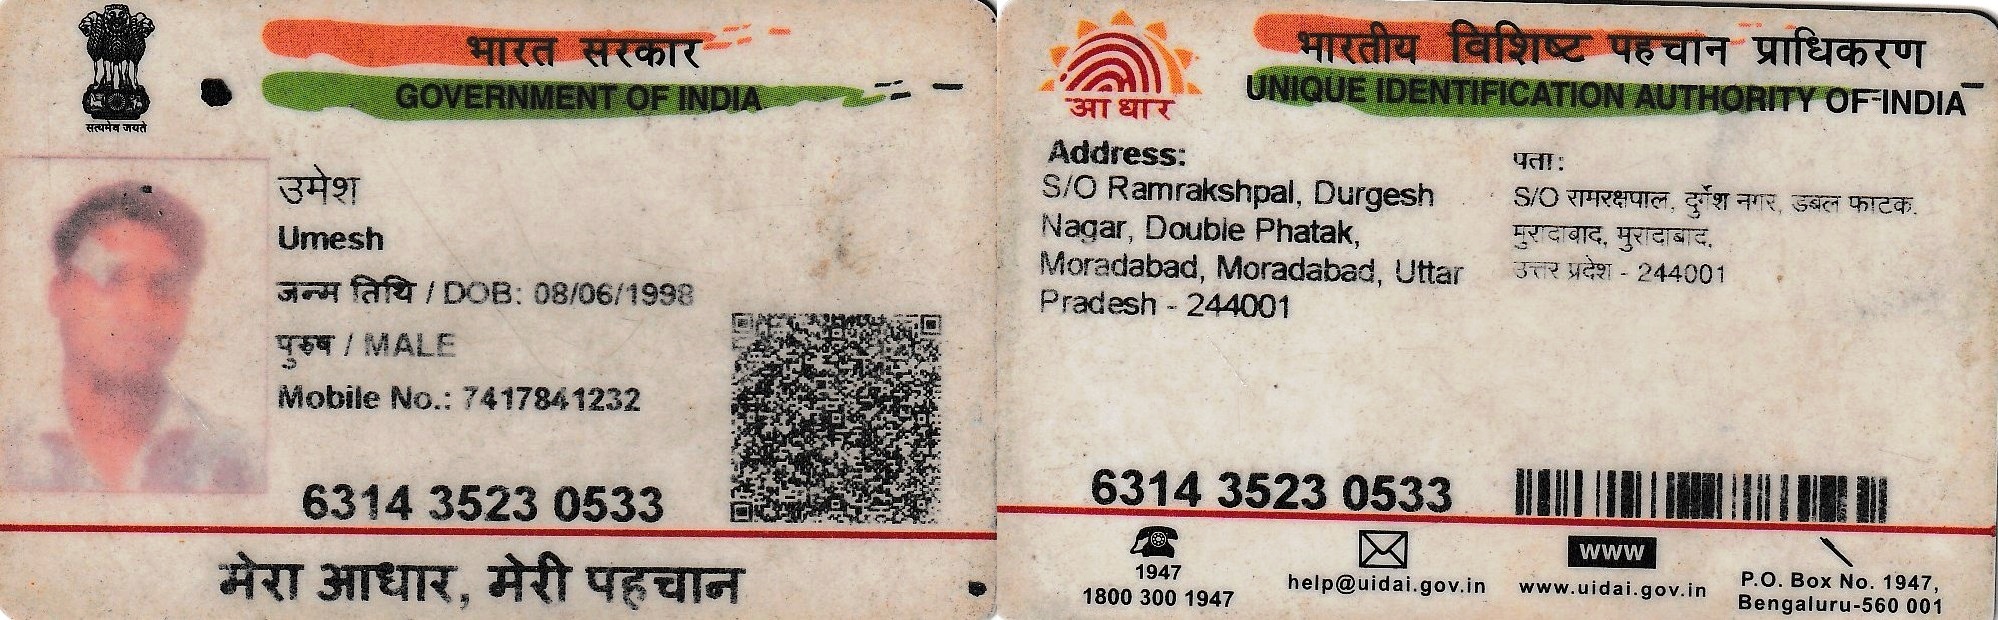 भारत सरकार
GOVERNMENT OF INDIA
सत्यमेव जयते
उमेश
Umesh
जन्म तिथि / DOB: 08/06/1998
पुरुष / MALE
Mobile No.: 7417841232
6314 3523 0533
मेरा आधार, मेरी पहचान
भारतीय विशिष्ट पहचान प्राधिकरण
UNIQUE IDENTIFICATION AUTHORITY OF INDIA
आधार
Address:
S/O Ramrakshpal, Durgesh
Nagar, Double Phatak,
Moradabad, Moradabad, Uttar
Pradesh - 244001
पता:
S/O रामरक्षपाल, दुर्गेश नगर, डबल फाटक,
मुरादाबाद, मुरादाबाद,
उत्तर प्रदेश - 244001
6314 3523 0533
1947
1800 300 1947
help@uidai.gov.in
www
www.uidai.gov.in
P.O. Box No. 1947,
Bengaluru-560 001